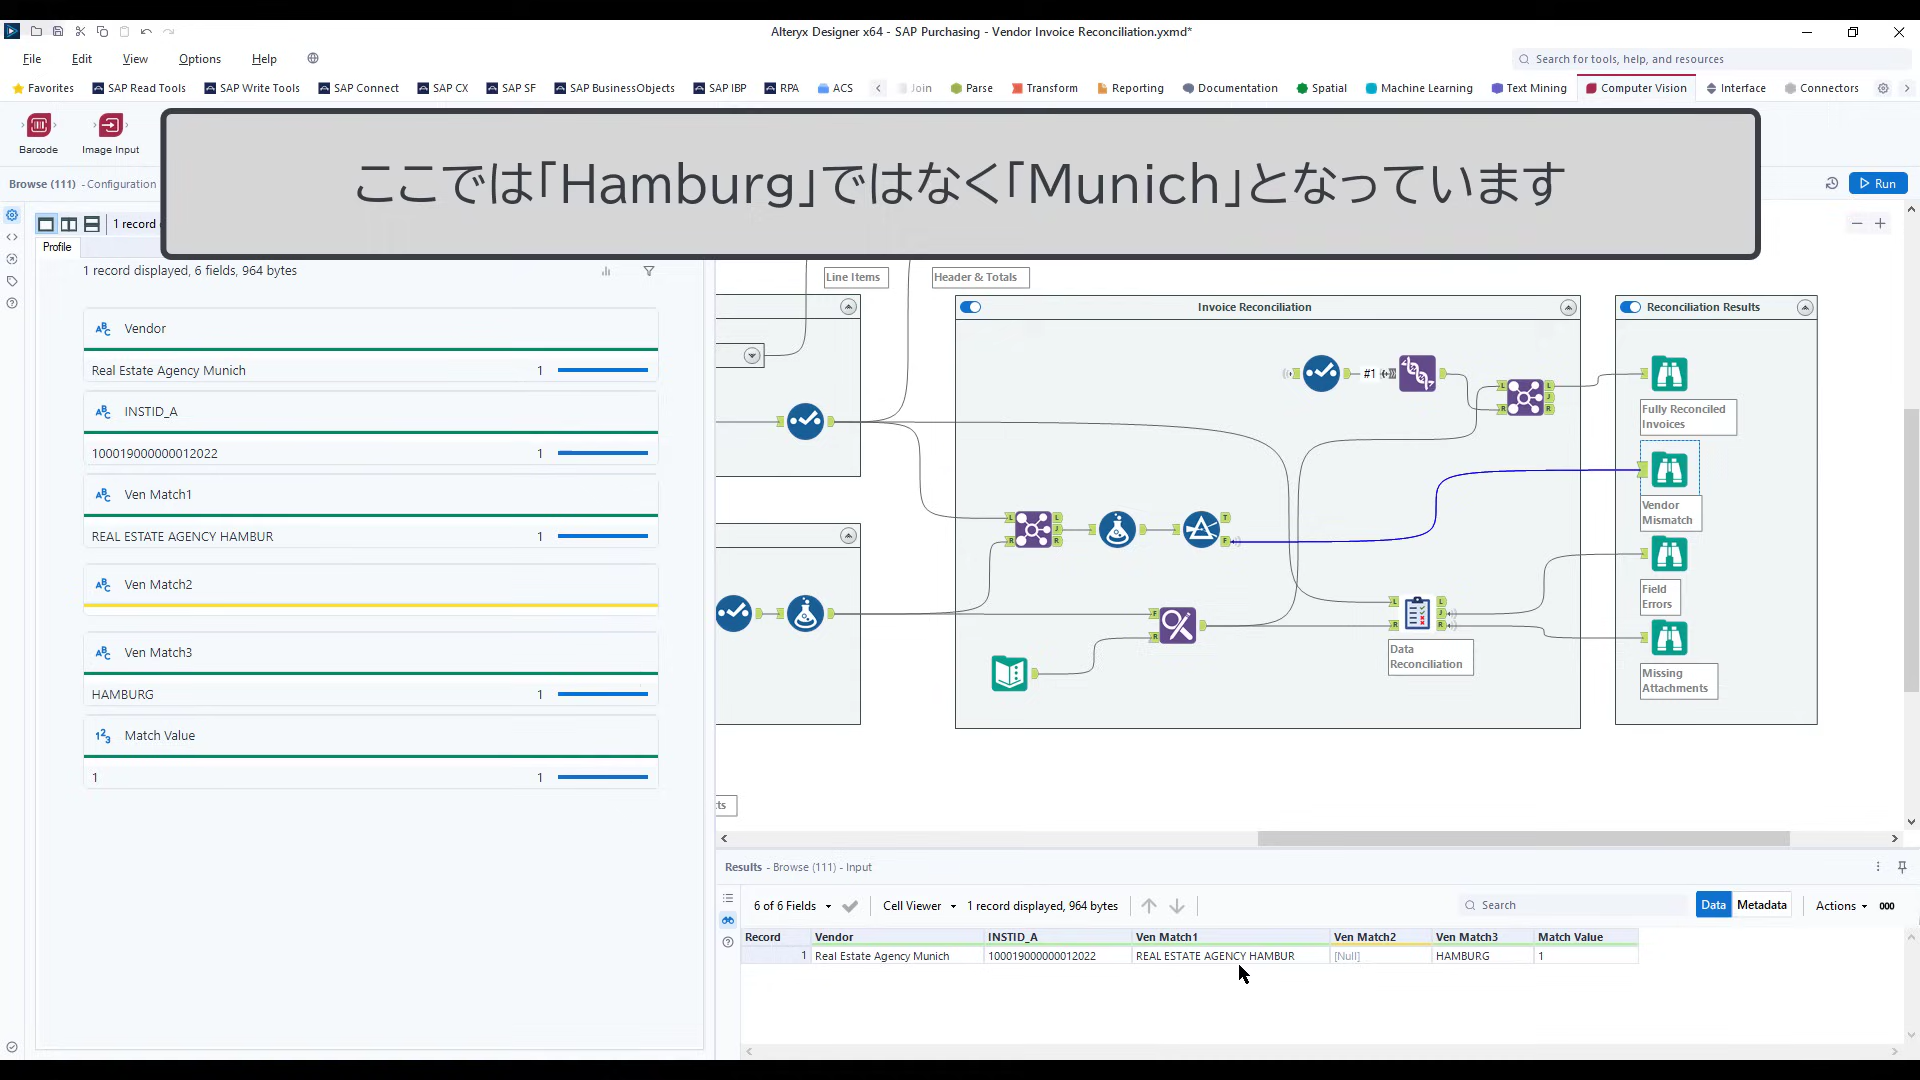 Alteryx Designer x64 - SAP Purchasing - Vendor Invoice Reconciliation.yxmd*
File Edit View Options Help
Search for tools, help, and resources
Favorites SAP Read Tools SAP Write Tools SAP Connect SAP CX SAP SF SAP BusinessObjects SAP IBP RPA ACS Join Parse Transform Reporting Documentation Spatial Machine Learning Text Mining Computer Vision Interface Connectors
Barcode Image Input
ここでは「Hamburg」ではなく「Munich」となっています
Browse (111) - Configuration
Run
1 record
Profile
1 record displayed, 6 fields, 964 bytes
Vendor
Real Estate Agency Munich 1
INSTID_A
100019000000012022 1
Ven Match1
REAL ESTATE AGENCY HAMBUR 1
Ven Match2
Ven Match3
HAMBURG 1
Match Value
1 1
Line Items
Header & Totals
Invoice Reconciliation
Reconciliation Results
#1
Fully Reconciled
Invoices
Vendor
Mismatch
Field
Errors
Data
Reconciliation
Missing
Attachments
ts
Results - Browse (111) - Input
6 of 6 Fields Cell Viewer 1 record displayed, 964 bytes Search Data Metadata Actions 000
Record Vendor INSTID_A Ven Match1 Ven Match2 Ven Match3 Match Value
1 Real Estate Agency Munich 100019000000012022 REAL ESTATE AGENCY HAMBUR [Null] HAMBURG 1